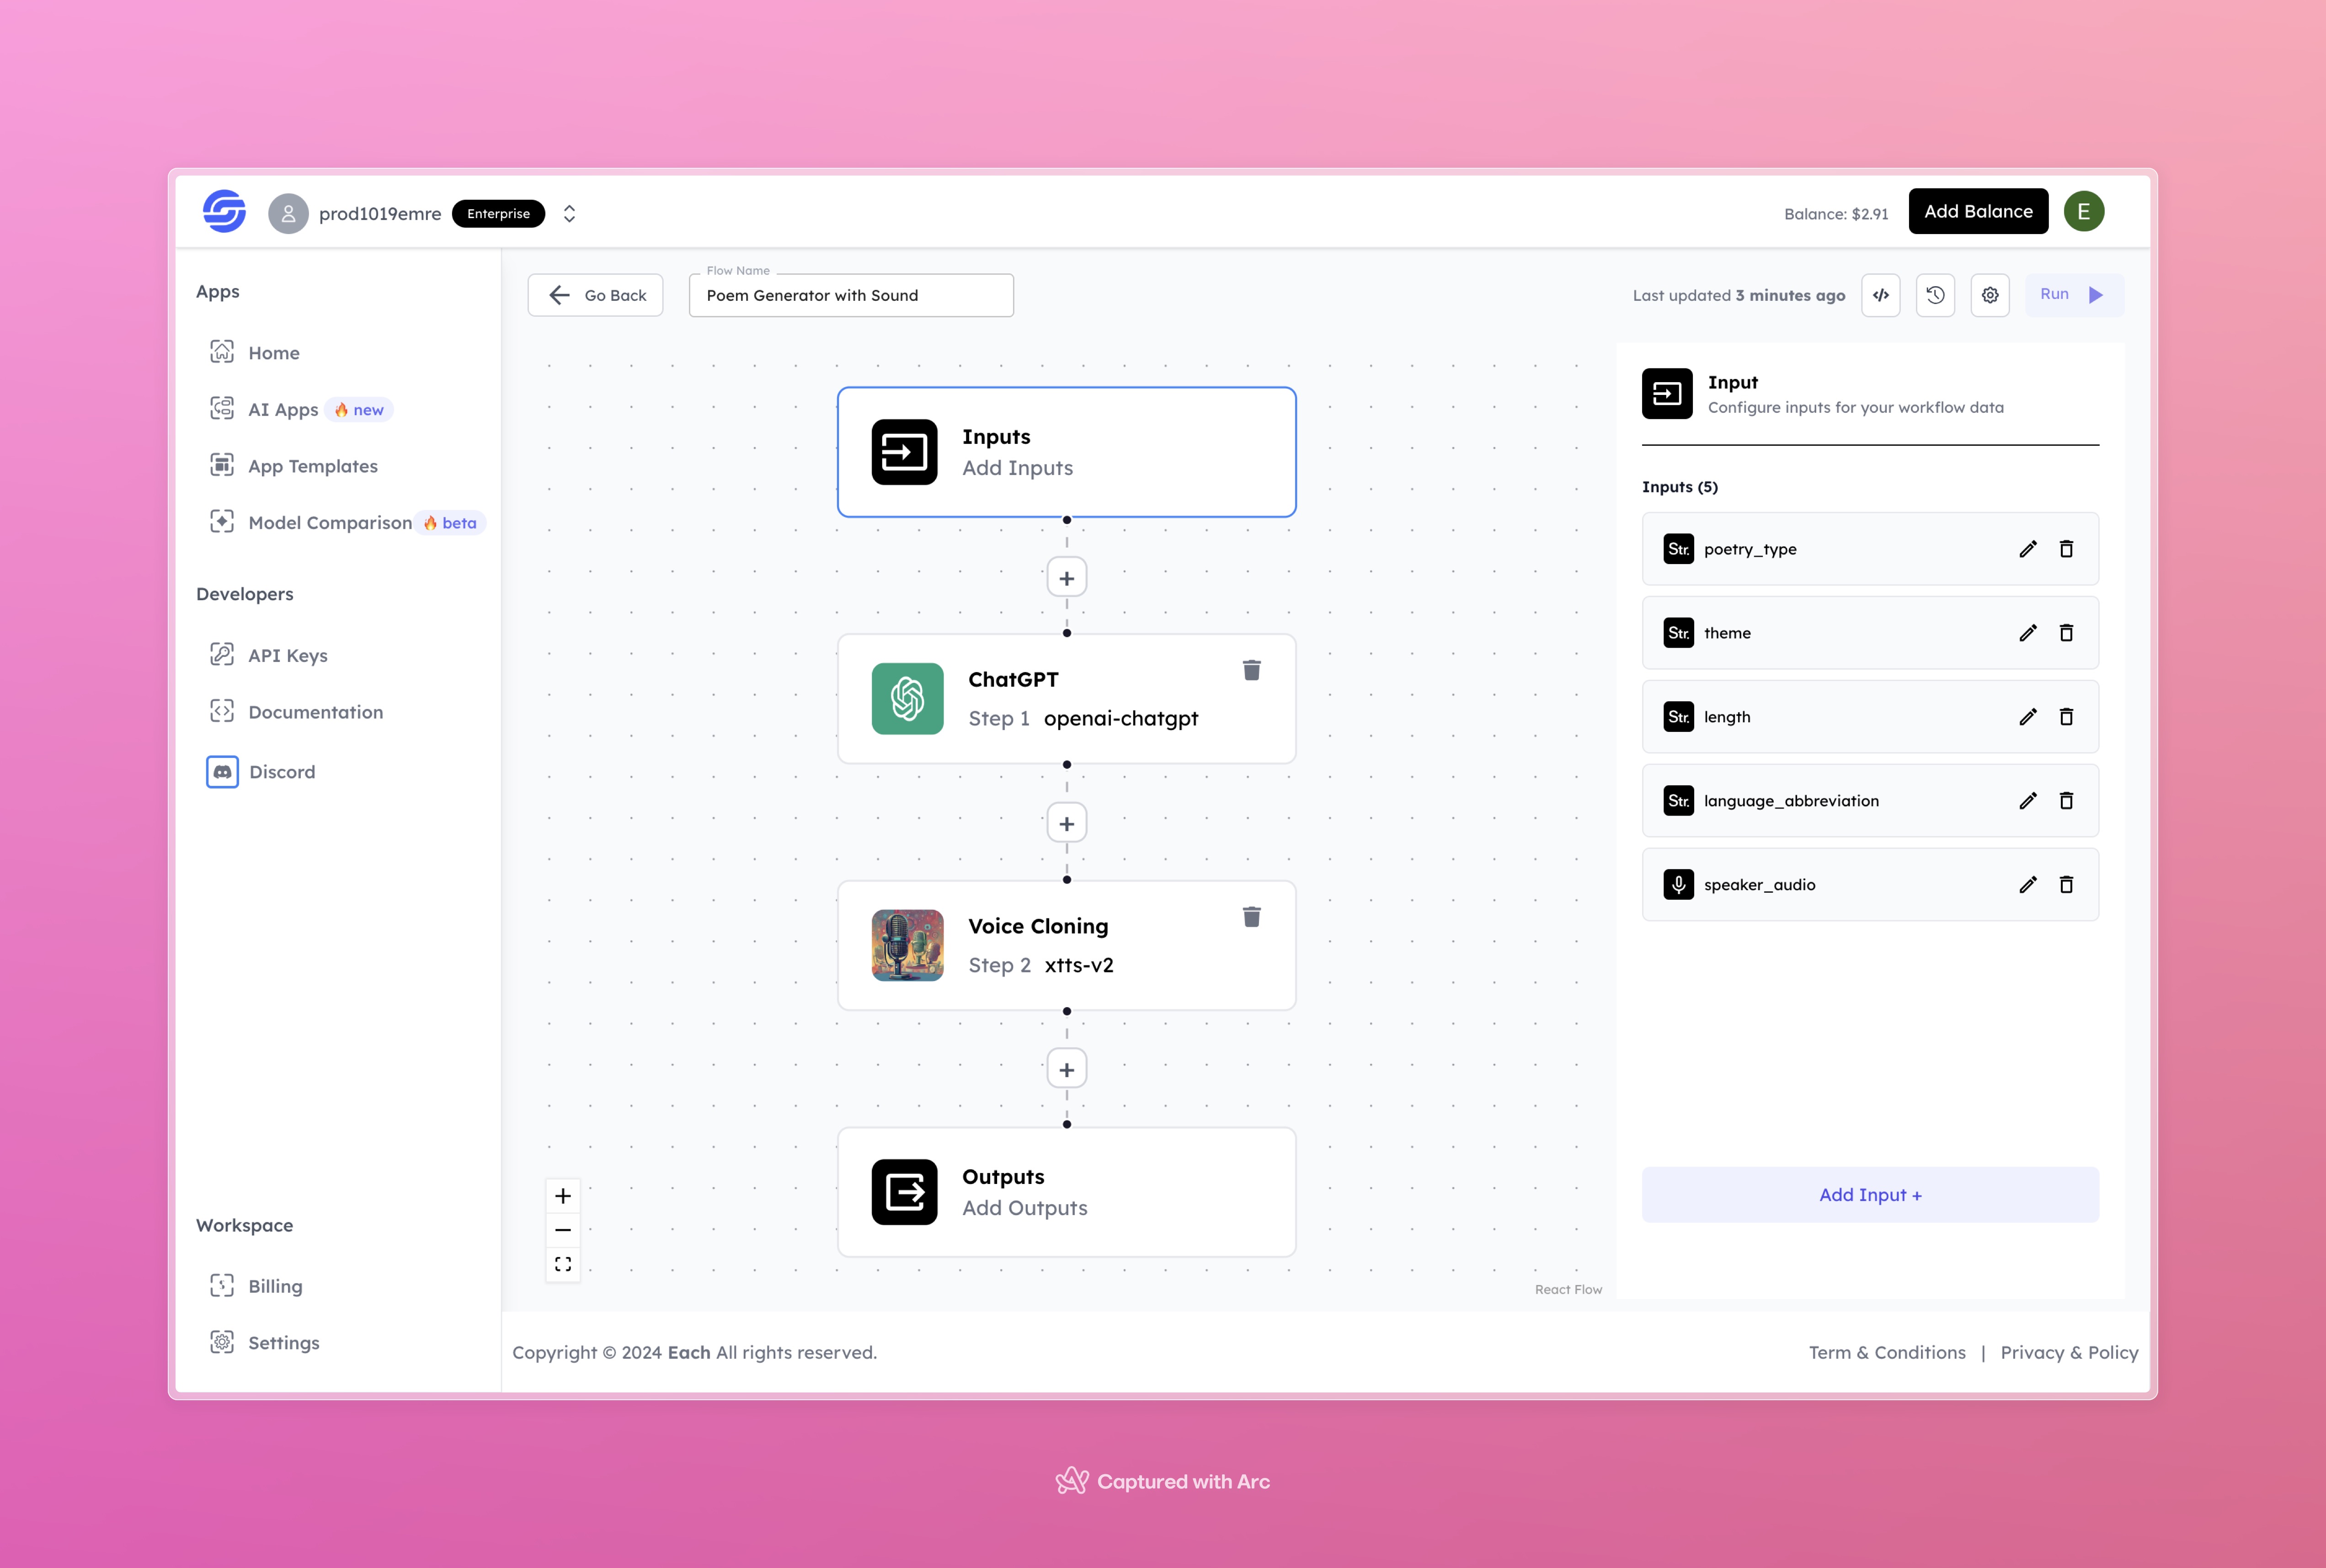 prod1019emre Enterprise
Balance: $2.91
Add Balance
E
Apps
Home
AI Apps 🔥 new
App Templates
Model Comparison 🔥 beta
Developers
API Keys
Documentation
Discord
Workspace
Billing
Settings
Go Back
Flow Name
Poem Generator with Sound
Last updated 3 minutes ago
Run
Inputs
Add Inputs
ChatGPT
Step 1 openai-chatgpt
Voice Cloning
Step 2 xtts-v2
Outputs
Add Outputs
React Flow
Input
Configure inputs for your workflow data
Inputs (5)
Str. poetry_type
Str. theme
Str. length
Str. language_abbreviation
speaker_audio
Add Input +
Copyright © 2024 Each All rights reserved.
Term & Conditions | Privacy & Policy
Captured with Arc